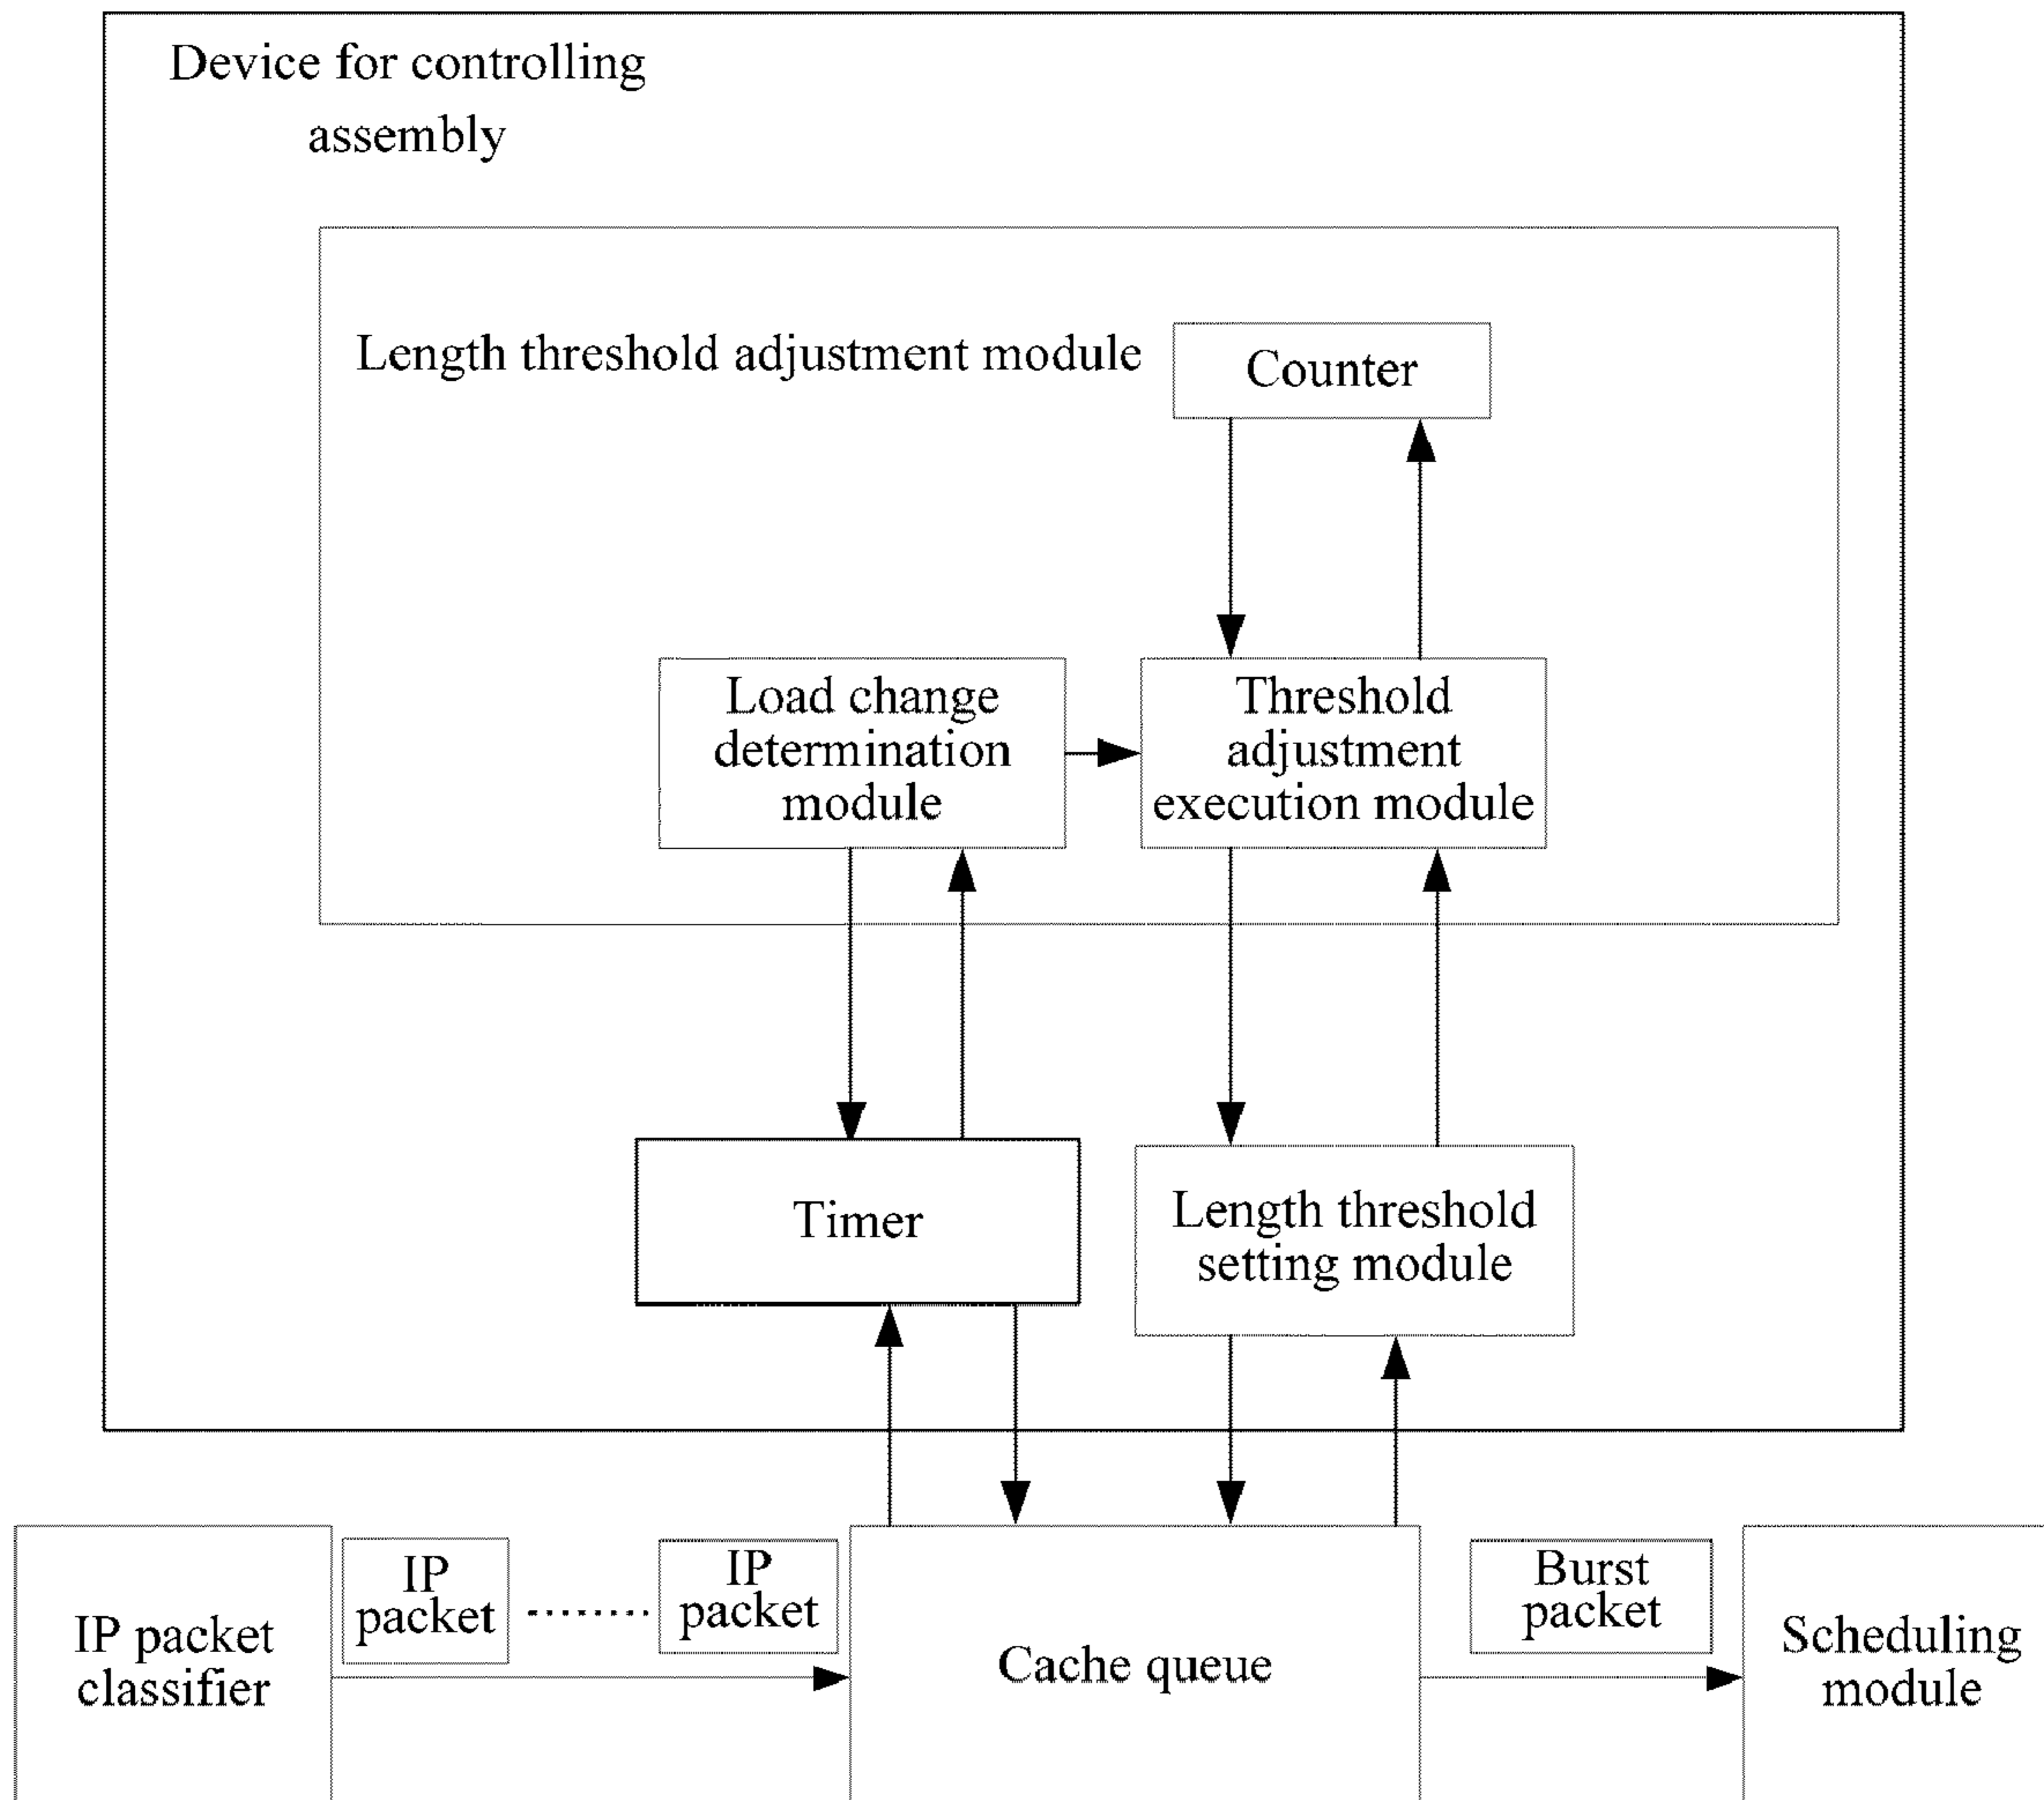 Device for controlling
assembly
Length threshold adjustment module
Counter
Load change
determination
module
Threshold
adjustment
execution module
Timer
Length threshold
setting module
IP packet
classifier
IP
packet
IP
packet
Cache queue
Burst
packet
Scheduling
module